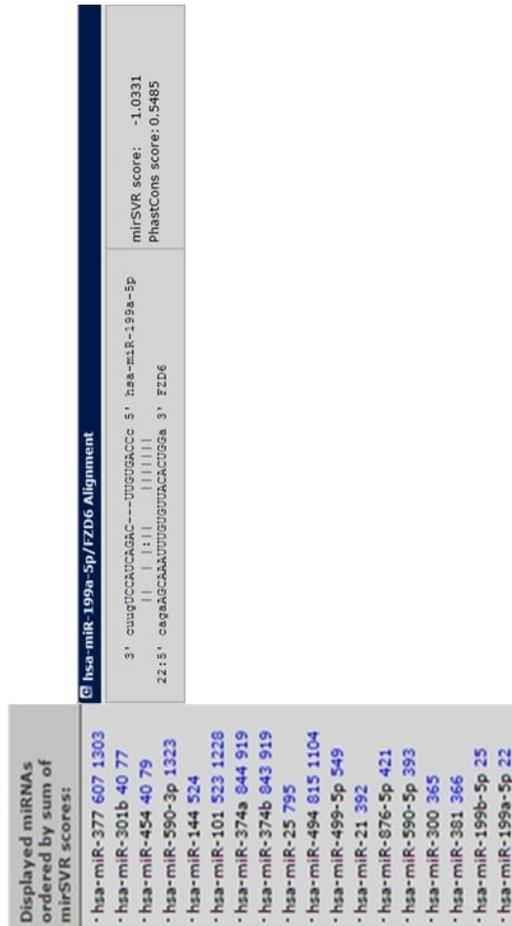 Displayed miRNAs
ordered by sum of
mirSVR scores:
· hsa-miR-377 607 1303
· hsa-miR-301b 40 77
· hsa-miR-454 40 79
· hsa-miR-590-3p 1323
· hsa-miR-144 524
· hsa-miR-101 523 1228
· hsa-miR-374a 844 919
· hsa-miR-374b 843 919
· hsa-miR-25 795
· hsa-miR-494 815 1104
· hsa-miR-499-5p 549
· hsa-miR-21 392
· hsa-miR-876-5p 421
· hsa-miR-590-5p 393
· hsa-miR-300 365
· hsa-miR-381 366
· hsa-miR-199b-5p 25
· hsa-miR-199a-5p 22
hsa-miR-199a-5p/FZD6 Alignment
3' cuugUCCAUCAGAC---UUGUGACCc 5' hsa-miR-199a-5p
|| | |:|| |||||||
22:5' cagaAGCAAAUUUGUGUUACACUGGa 3' FZD6
mirSVR score: -1.0331
PhastCons score: 0.5485